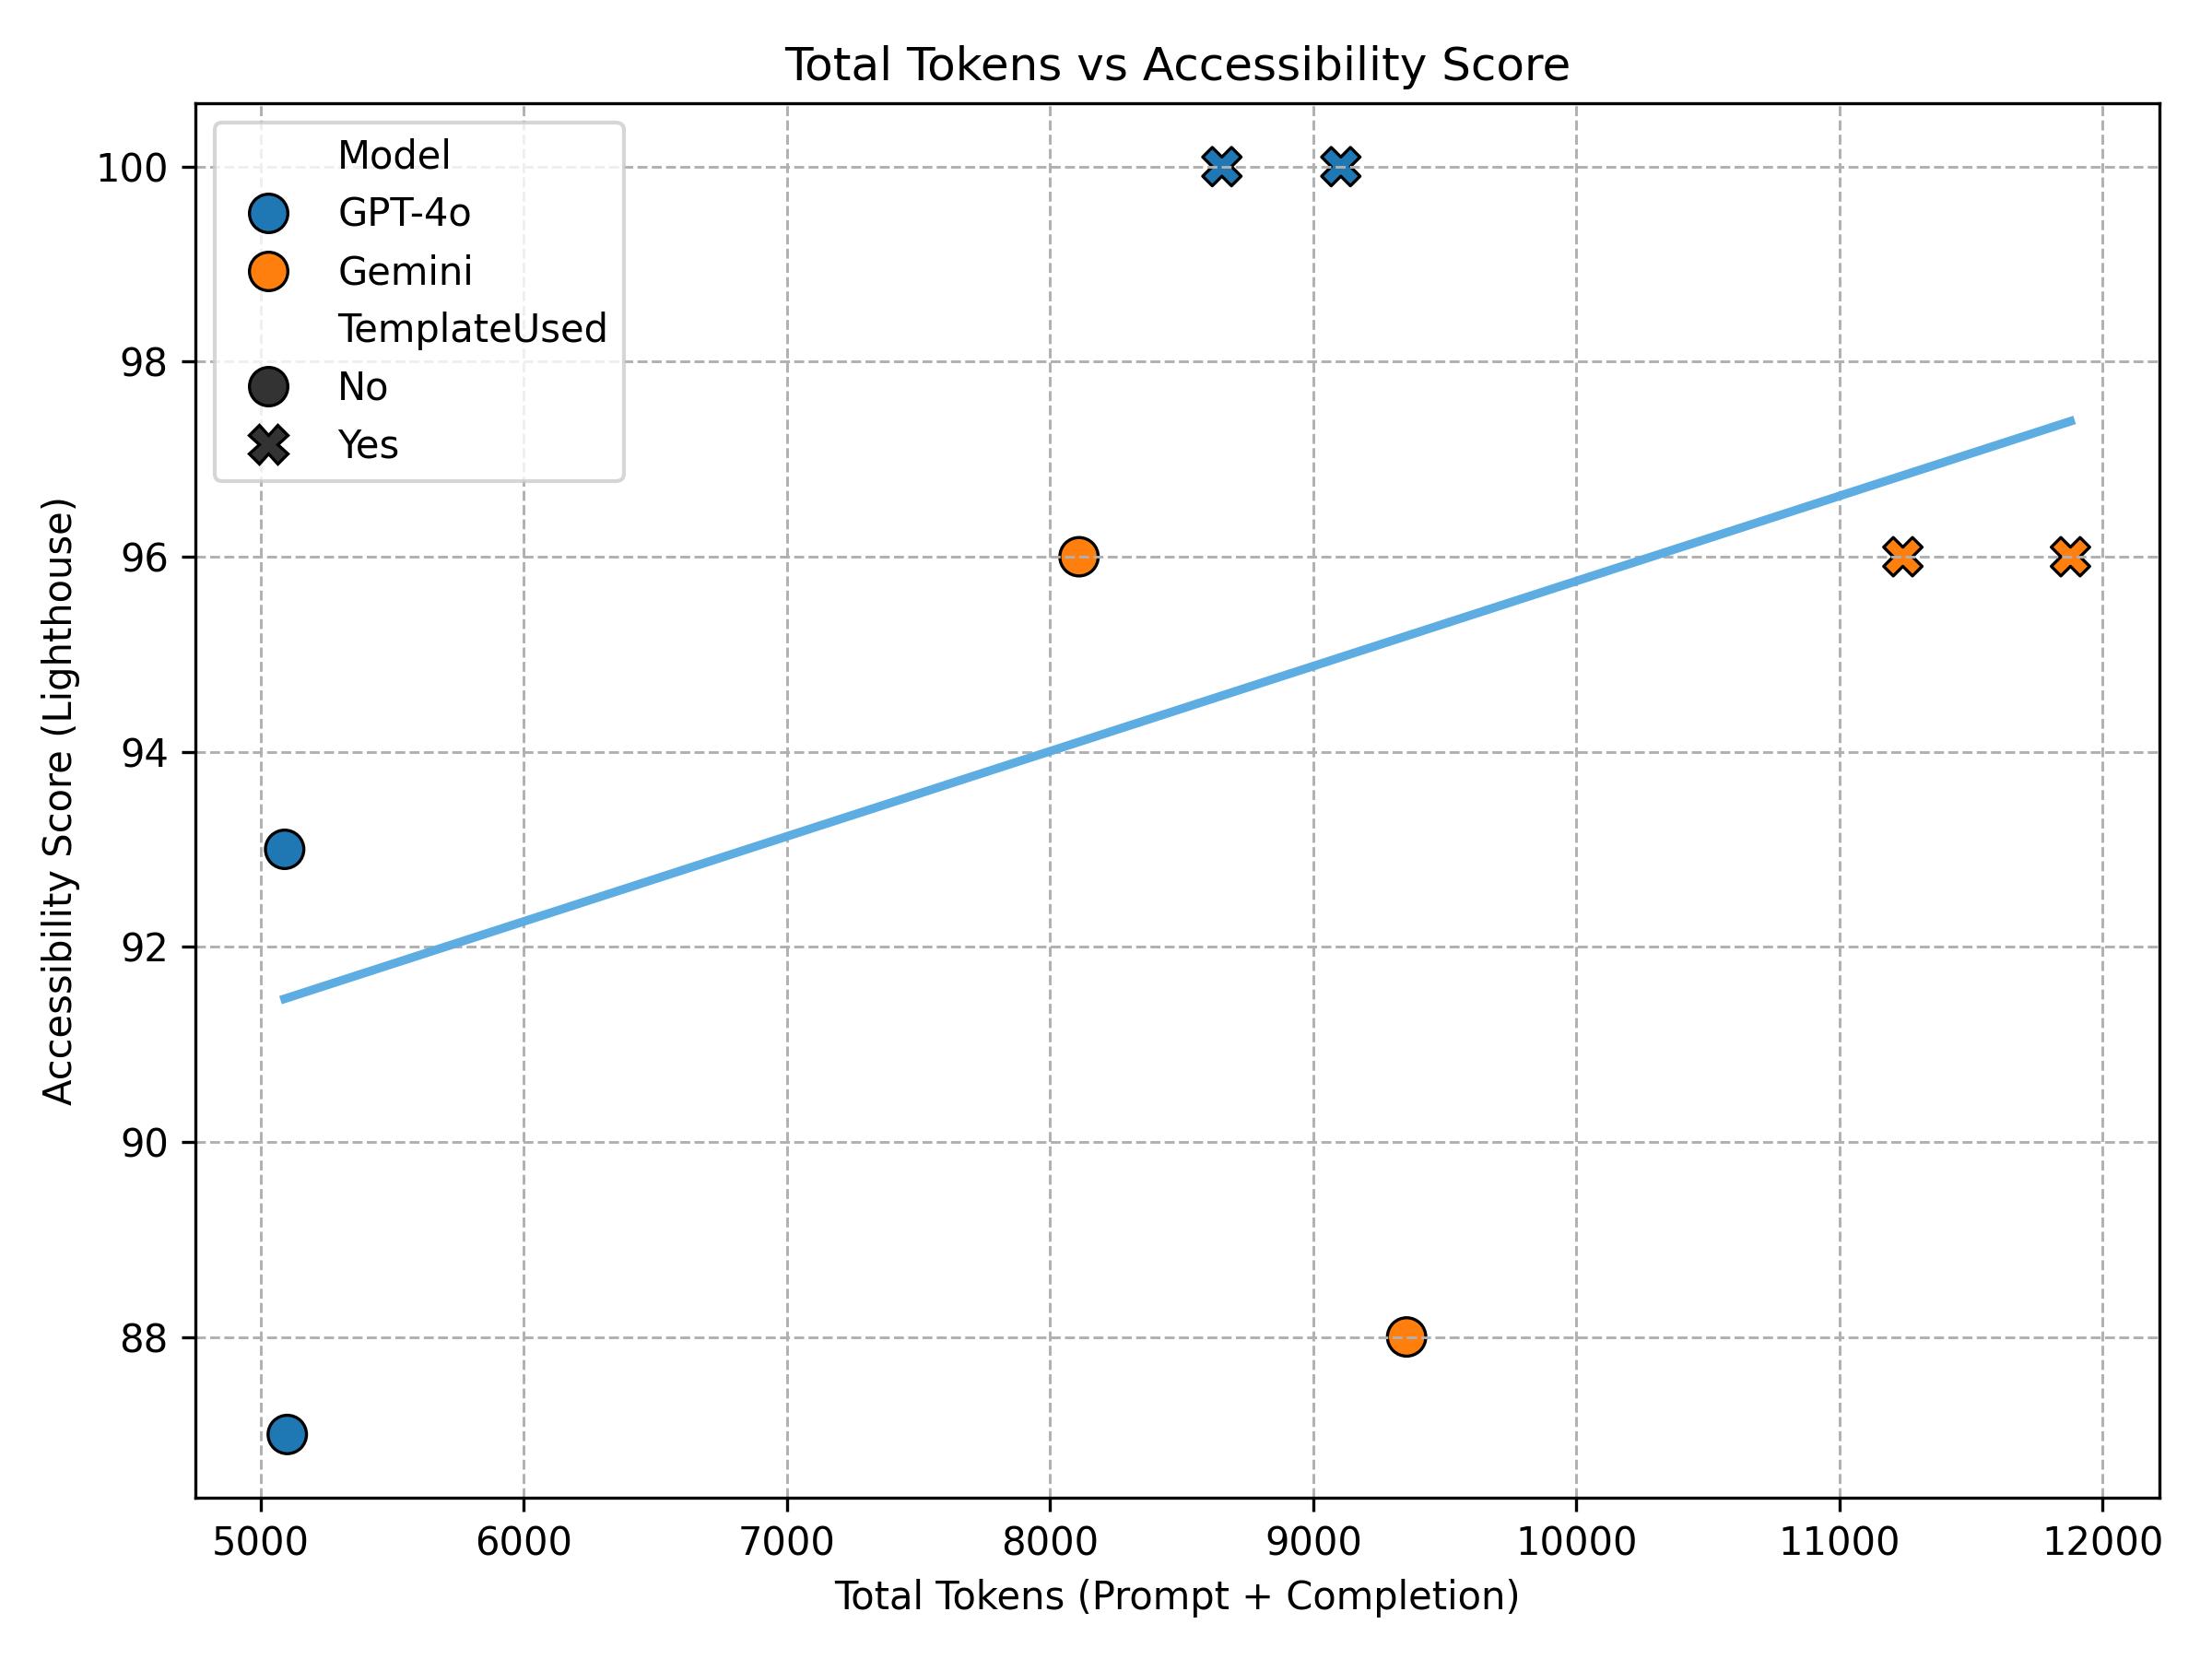 Total Tokens vs Accessibility Score
Model
GPT-4o
Gemini
TemplateUsed
No
Yes
Accessibility Score (Lighthouse)
100
98
96
94
92
90
88
5000 6000 7000 8000 9000 10000 11000 12000
Total Tokens (Prompt + Completion)